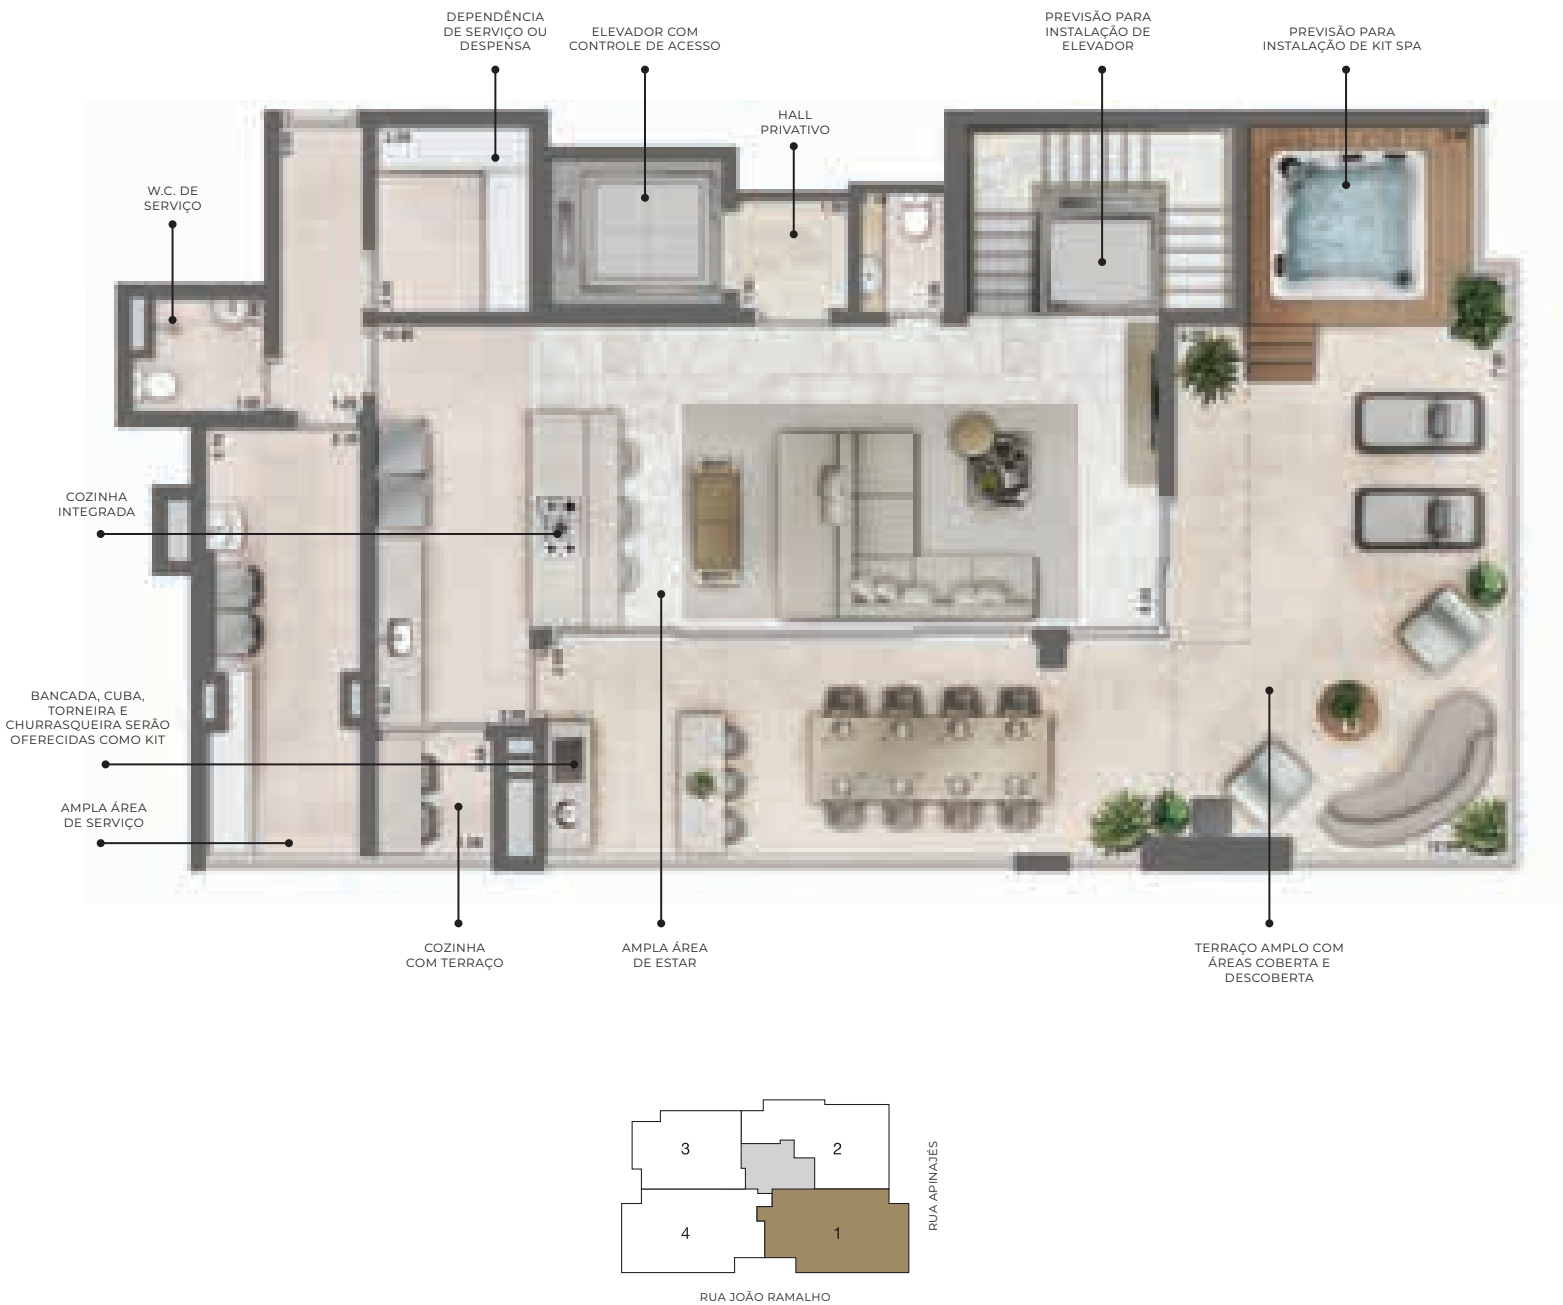 DEPENDÊNCIA
DE SERVIÇO OU
DESPENSA
ELEVADOR COM
CONTROLE DE ACESSO
PREVISÃO PARA
INSTALAÇÃO DE
ELEVADOR
PREVISÃO PARA
INSTALAÇÃO DE KIT SPA
HALL
PRIVATIVO
W.C. DE
SERVIÇO
COZINHA
INTEGRADA
BANCADA, CUBA,
TORNEIRA E
CHURRASQUEIRA SERÃO
OFERECIDAS COMO KIT
AMPLA ÁREA
DE SERVIÇO
COZINHA
COM TERRAÇO
AMPLA ÁREA
DE ESTAR
TERRAÇO AMPLO COM
ÁREAS COBERTA E
DESCOBERTA
3
2
4
1
RUA APINAJÉS
RUA JOÃO RAMALHO